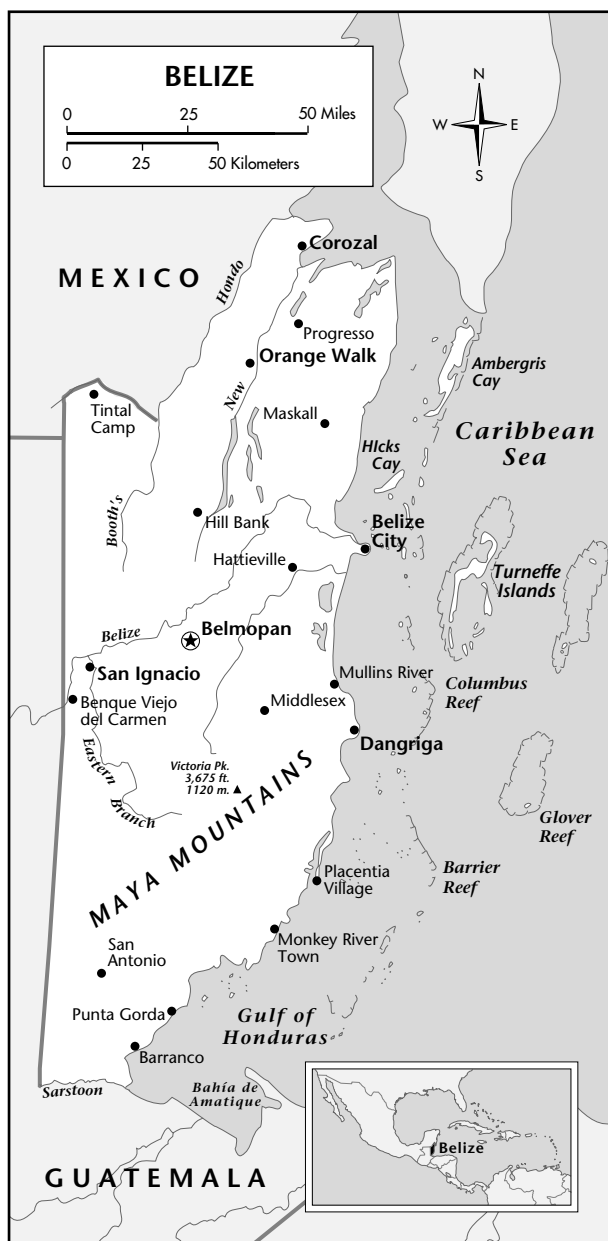 BELIZE
0 25 50 Miles
0 25 50 Kilometers
N
W E
S
Corozal
MEXICO
Hondo
Progresso
Orange Walk
Ambergris
Cay
New
Tintal
Camp
Maskall
Caribbean
Sea
HIcks
Cay
Booth's
Hill Bank
Belize
City
Hattieville
Turneffe
Islands
Belize
Belmopan
San Ignacio
Mullins River
Columbus
Reef
Benque Viejo
del Carmen
Middlesex
Dangriga
Eastern
Branch
Victoria Pk.
3,675 ft.
1120 m.
Glover
Reef
MAYA MOUNTAINS
Placentia
Village
Barrier
Reef
Monkey River
Town
San
Antonio
Punta Gorda
Gulf of
Honduras
Barranco
Sarstoon
Bahía de
Amatique
Belize
GUATEMALA